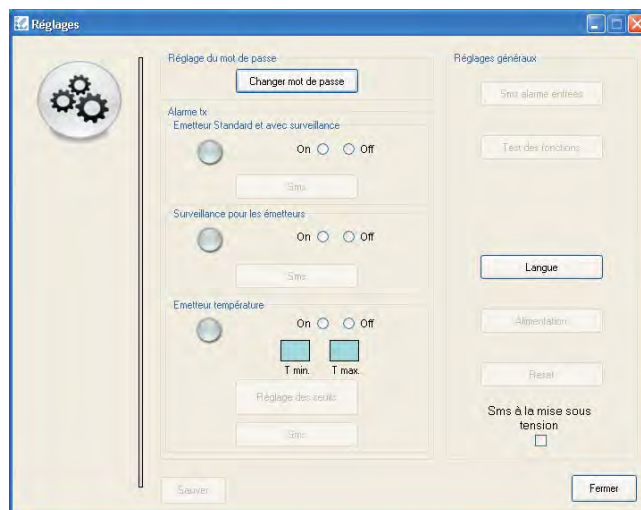 Réglages
Réglage du mot de passe
Changer mot de passe
Alarme tx
Emetteur Standard et avec surveillance
On Off
Sms
Surveillance pour les émetteurs
On Off
Sms
Emetteur température
On Off
T min. T max.
Réglage des seuils
Sms
Sauver
Réglages généraux
Sms alarme entrées
Test des fonctions
Langue
Alimentation
Reset
Sms à la mise sous
tension
Fermer